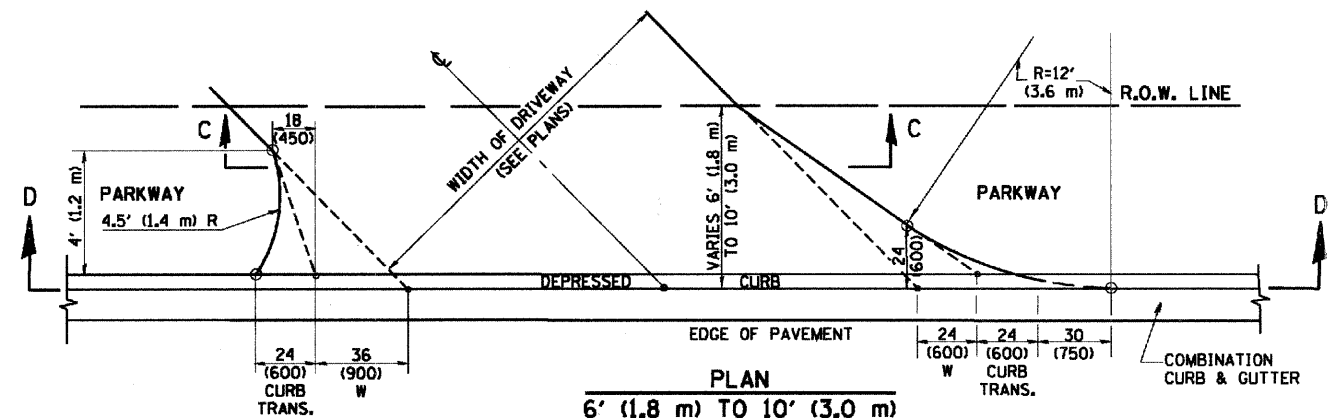 R=12'
(3.6 m)
R.O.W. LINE
18
(450)
C
C
WIDTH OF DRIVEWAY
(SEE PLANS)
PARKWAY
4.5' (1.4 m) R
4' (1.2 m)
VARIES 6' (1.8 m)
TO 10' (3.0 m)
PARKWAY
D
D
24
(600)
DEPRESSED CURB
EDGE OF PAVEMENT
24
(600)
CURB
TRANS.
36
(900)
W
24
(600)
W
24
(600)
CURB
TRANS.
30
(750)
COMBINATION
CURB & GUTTER
PLAN
6' (1.8 m) TO 10' (3.0 m)